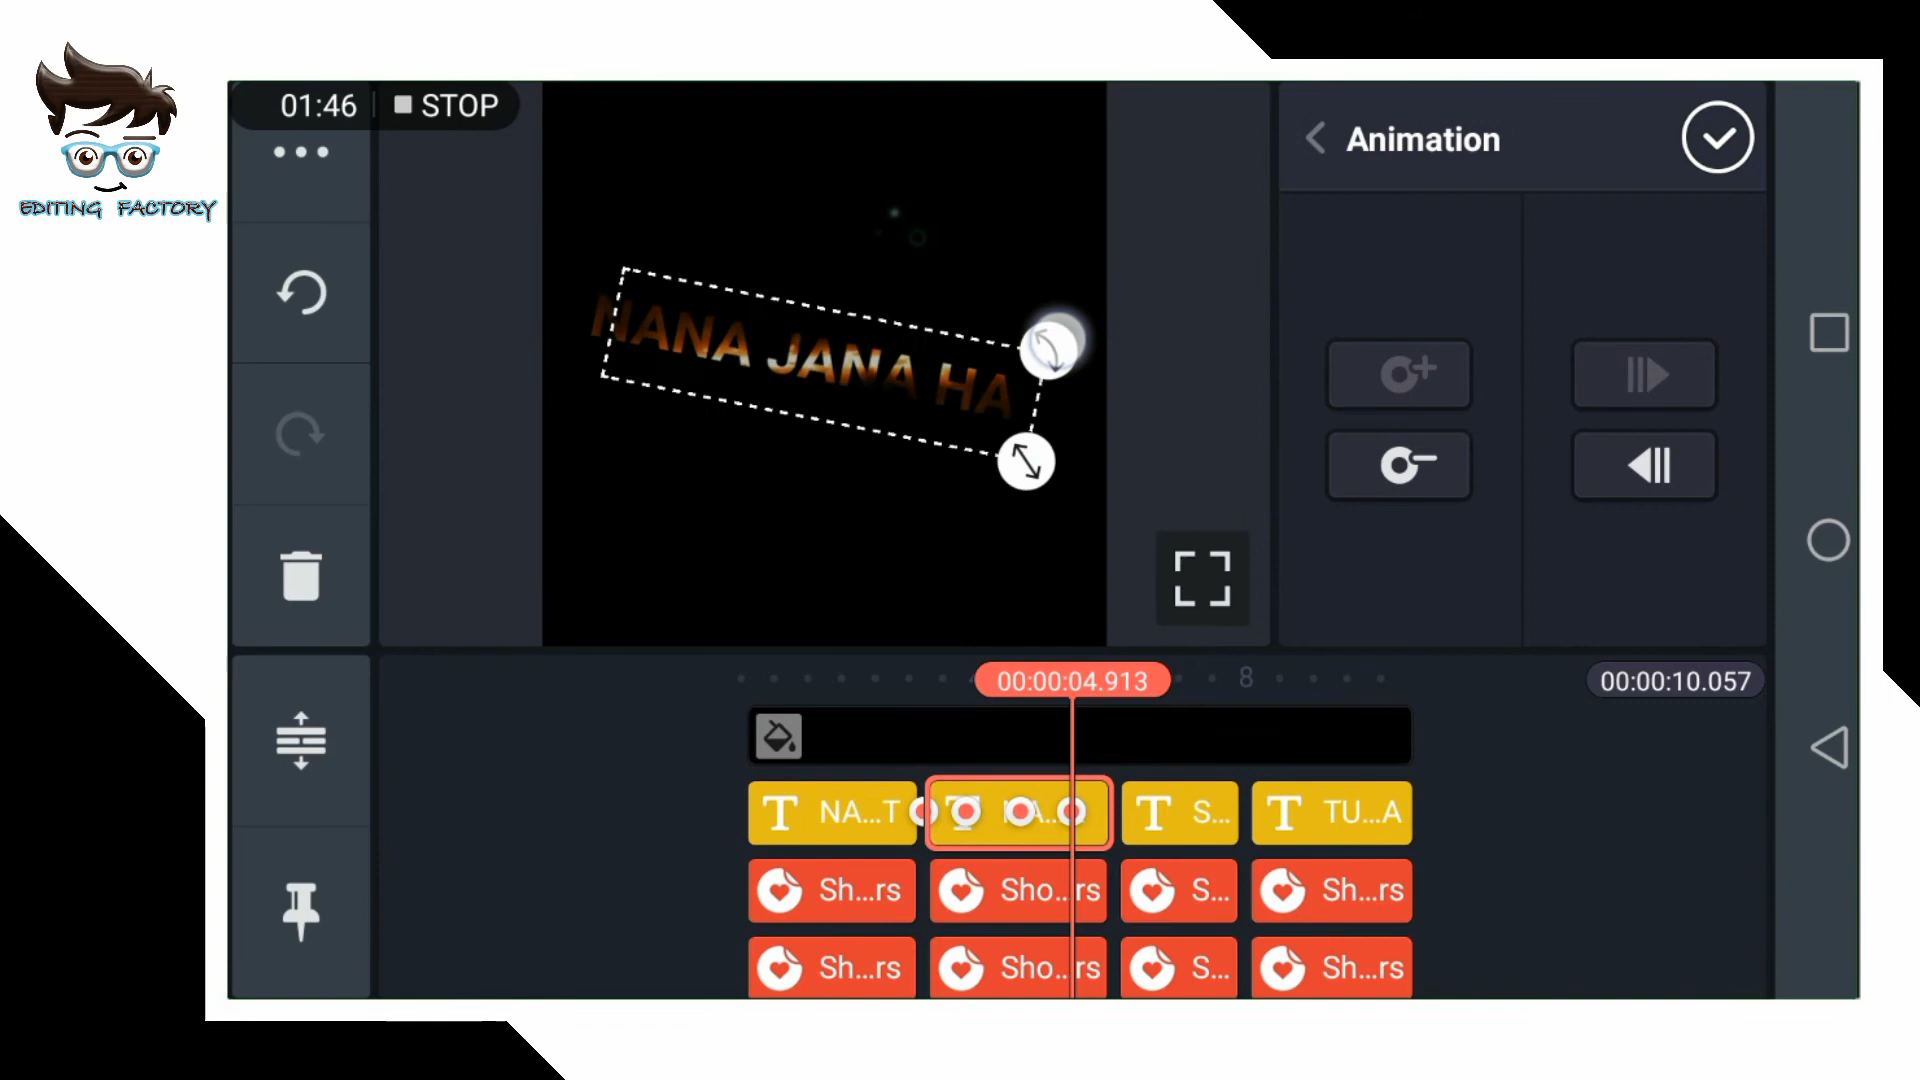 EDITING FACTORY
01:46
STOP
Animation
NANA JANA HA
00:00:04.913
8
00:00:10.057
NA...T
S...
TU...A
Sh...rs
Sho...rs
S...
Sh...rs
Sh...rs
Sho...rs
S...
Sh...rs